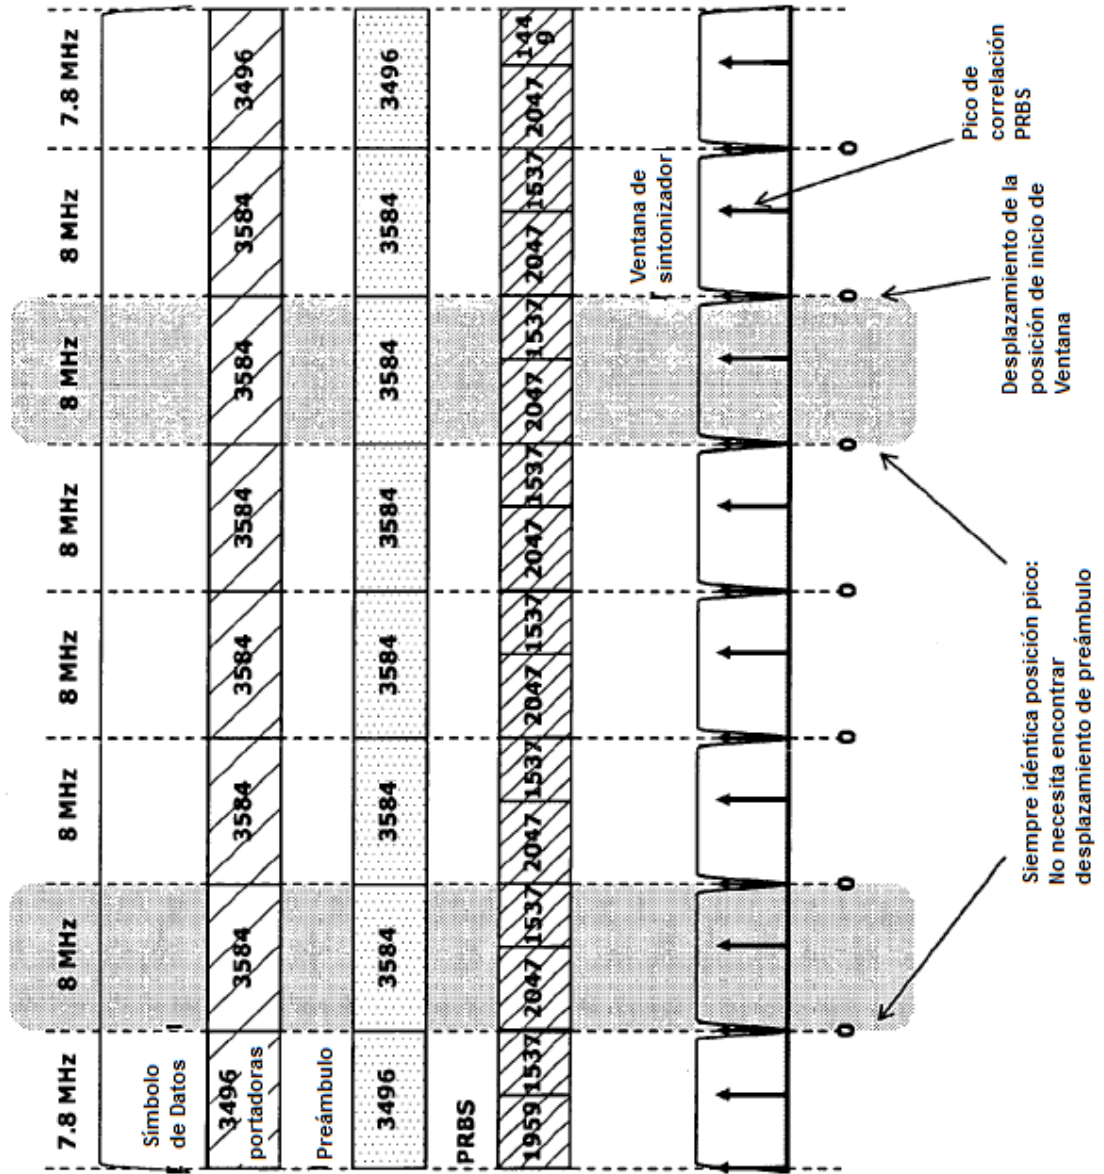 7.8 MHz 8 MHz 8 MHz 8 MHz 8 MHz 8 MHz 8 MHz 7.8 MHz
Símbolo
de Datos
3496 3584 3584 3584 3584 3584 3584 3496
portadoras
Preámbulo
3496 3584 3584 3584 3584 3584 3584 3496
PRBS
1959 1537 2047 1537 2047 1537 2047 1537 2047 1537 2047 1537 2047 1537 2047 144
9
Ventana de
sintonizador
0 0 0 0 0 0 0
Siempre idéntica posición pico:
No necesita encontrar
desplazamiento de preámbulo
Desplazamiento de la
posición de inicio de
Ventana
Pico de
correlación
PRBS